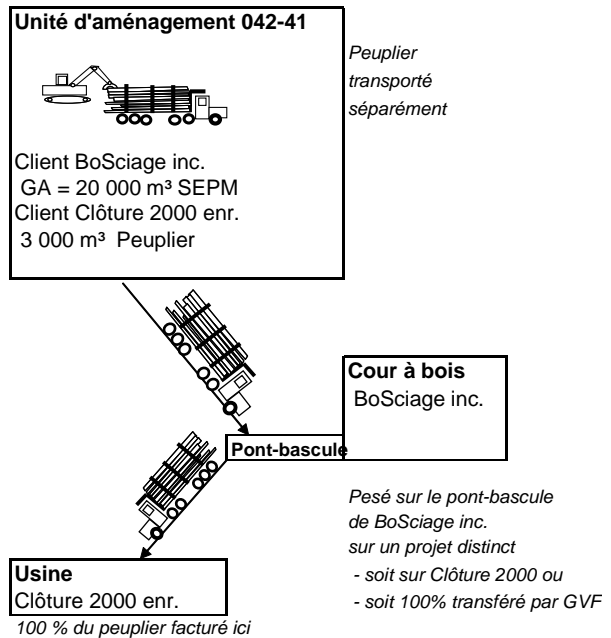 Unité d'aménagement 042-41
Peuplier
transporté
séparément
Client BoSciage inc.
GA = 20 000 m³ SEPM
Client Clôture 2000 enr.
3 000 m³ Peuplier
Cour à bois
BoSciage inc.
Pont-bascule
Pesé sur le pont-bascule
de BoSciage inc.
sur un projet distinct
- soit sur Clôture 2000 ou
- soit 100% transféré par GVF
Usine
Clôture 2000 enr.
100 % du peuplier facturé ici